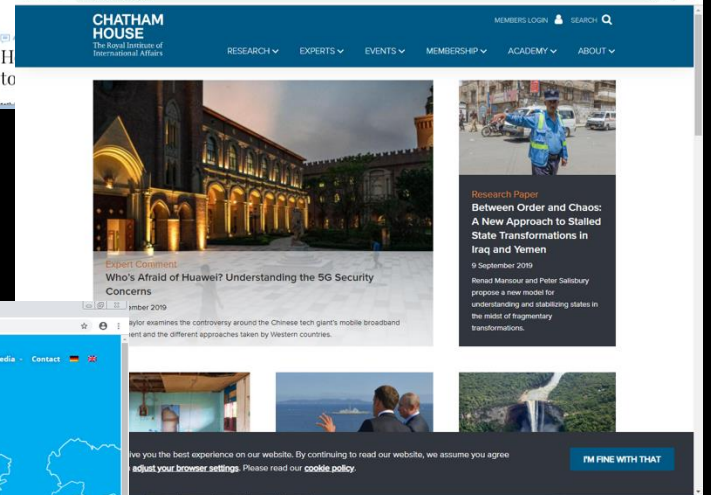 CHATHAM
HOUSE
The Royal Institute of
International Affairs
MEMBERS LOGIN
SEARCH
RESEARCH
EXPERTS
EVENTS
MEMBERSHIP
ACADEMY
ABOUT
H
to
Expert Comment
Who's Afraid of Huawei? Understanding the 5G Security
Concerns
ember 2019
aylor examines the controversy around the Chinese tech giant's mobile broadband
ent and the different approaches taken by Western countries.
Research Paper
Between Order and Chaos:
A New Approach to Stalled
State Transformations in
Iraq and Yemen
9 September 2019
Renad Mansour and Peter Salisbury
propose a new model for
understanding and stabilizing states in
the midst of fragmentary
transformations.
edia
Contact
ive you the best experience on our website. By continuing to read our website, we assume you agree
adjust your browser settings. Please read our cookie policy.
I'M FINE WITH THAT